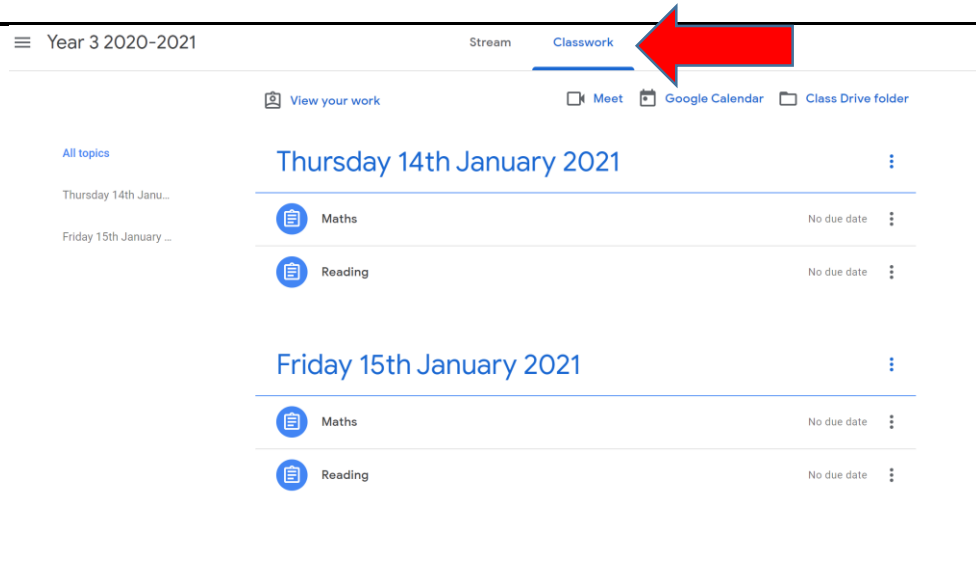 Year 3 2020-2021 Stream Classwork
View your work Meet Google Calendar Class Drive folder
All topics
Thursday 14th Janu...
Friday 15th January ...
Thursday 14th January 2021
Maths No due date
Reading No due date
Friday 15th January 2021
Maths No due date
Reading No due date